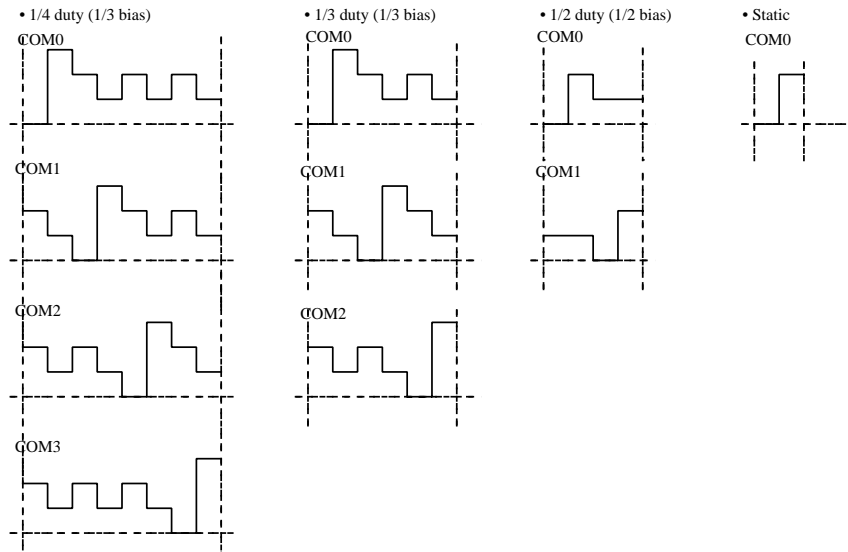 • 1/4 duty (1/3 bias)
COM0
COM1
COM2
COM3
• 1/3 duty (1/3 bias)
COM0
COM1
COM2
• 1/2 duty (1/2 bias)
COM0
COM1
• Static
COM0